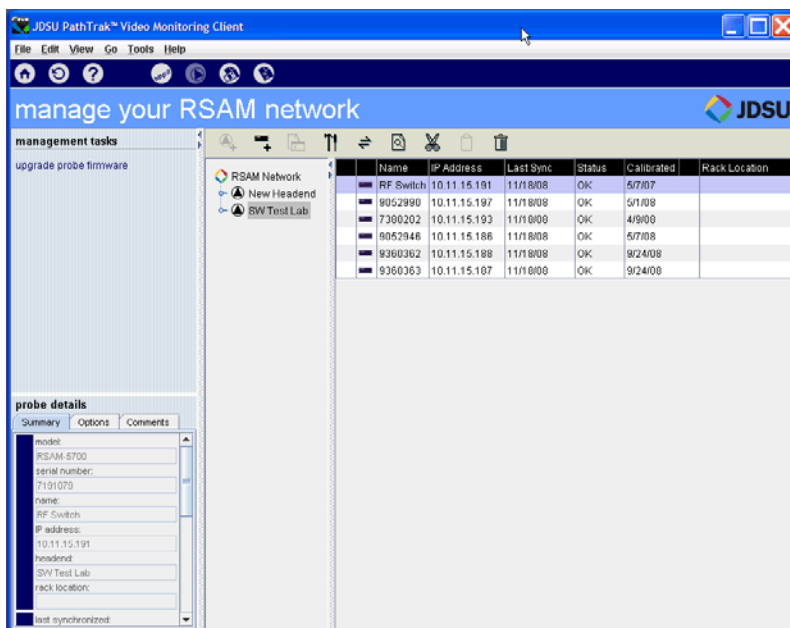 JDSU PathTrak™ Video Monitoring Client
File Edit View Go Tools Help
manage your RSAM network
JDSU
management tasks
upgrade probe firmware
RSAM Network
New Headend
SW Test Lab
Name IP Address Last Sync Status Calibrated Rack Location
RF Switch 10.11.15.191 11/18/08 OK 5/7/07
9052990 10.11.15.197 11/18/08 OK 5/1/08
7380202 10.11.15.193 11/18/08 OK 4/9/08
9052946 10.11.15.186 11/18/08 OK 5/7/08
9360362 10.11.15.188 11/18/08 OK 9/24/08
9360363 10.11.15.187 11/18/08 OK 9/24/08
probe details
Summary Options Comments
model:
RSAM-5700
serial number:
7191079
name:
RF Switch
IP address:
10.11.15.191
headend:
SW Test Lab
rack location:
last synchronized: